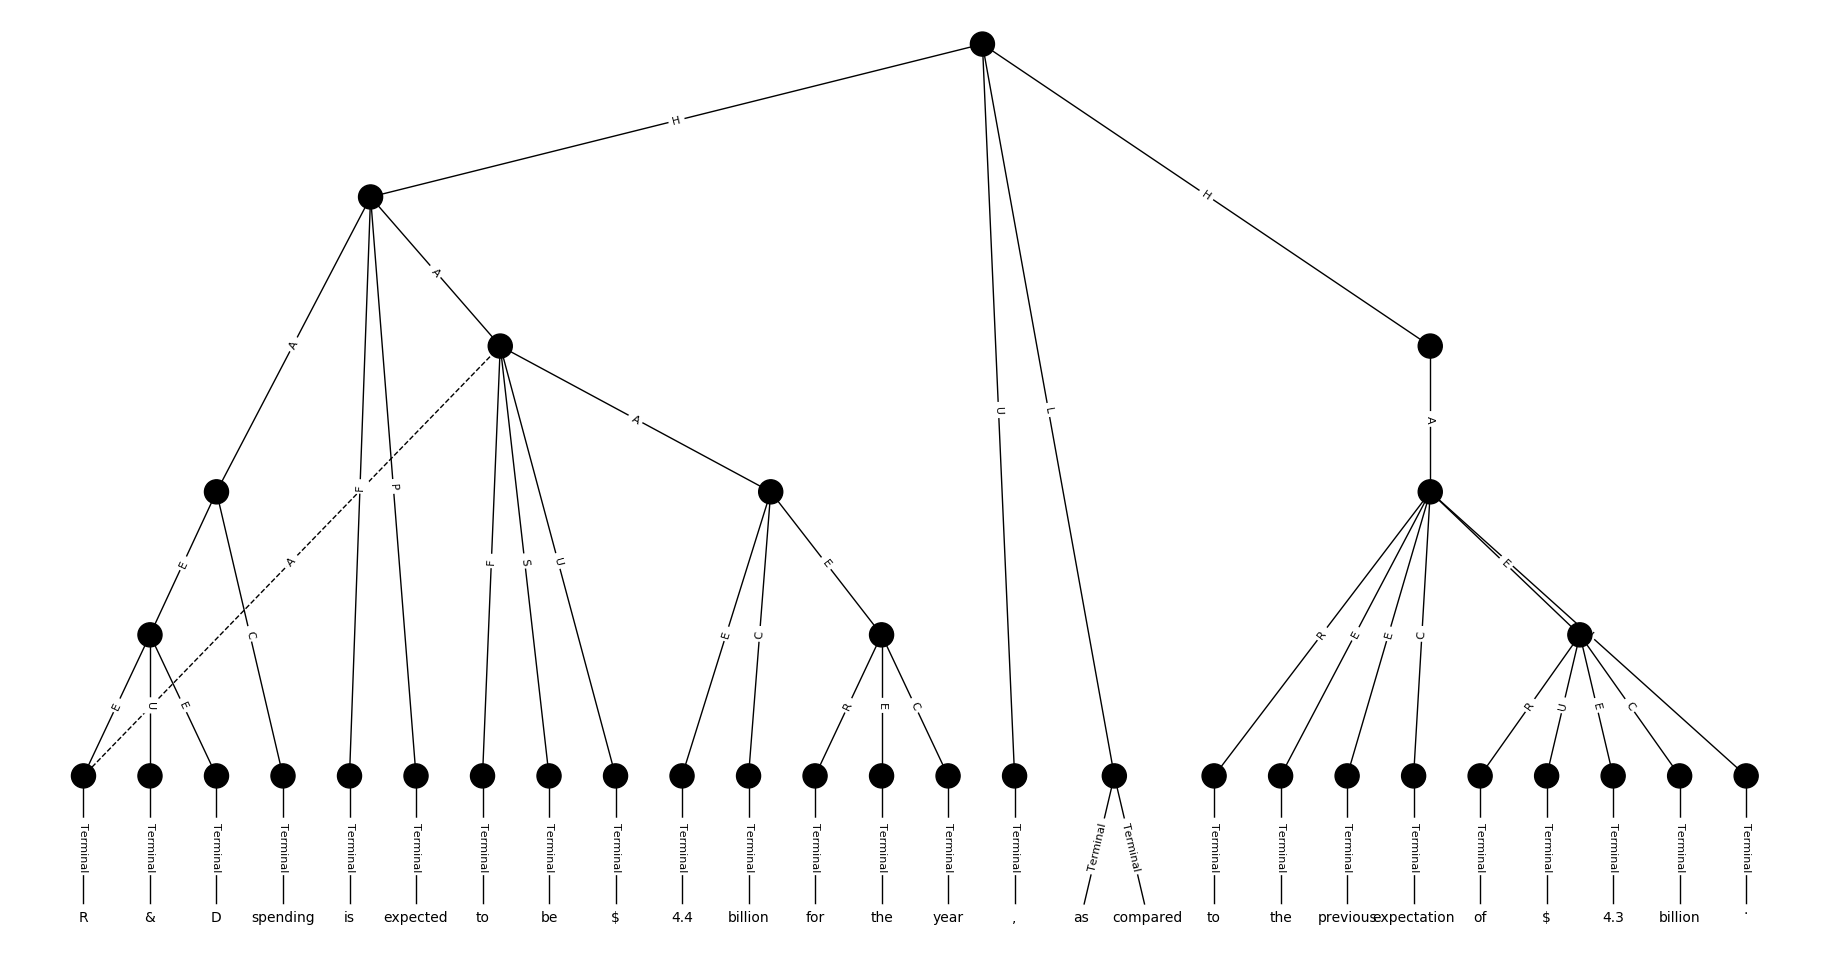 H
H
A
A
A
A
F
P
U
L
E
A
F
S
U
E
E
C
E
C
R
E
E
C
E
U
E
R
E
C
R
U
E
C
Terminal Terminal Terminal Terminal Terminal Terminal Terminal Terminal Terminal Terminal Terminal Terminal Terminal Terminal Terminal Terminal Terminal Terminal Terminal Terminal Terminal Terminal Terminal Terminal Terminal Terminal
R & D spending is expected to be $ 4.4 billion for the year , as compared to the previous expectation of $ 4.3 billion .